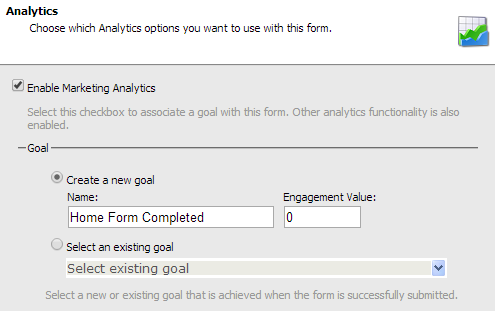 Analytics
Choose which Analytics options you want to use with this form.
Enable Marketing Analytics
Select this checkbox to associate a goal with this form. Other analytics functionality is also
enabled.
Goal
Create a new goal
Name: Engagement Value:
Home Form Completed 0
Select an existing goal
Select existing goal
Select a new or existing goal that is achieved when the form is successfully submitted.